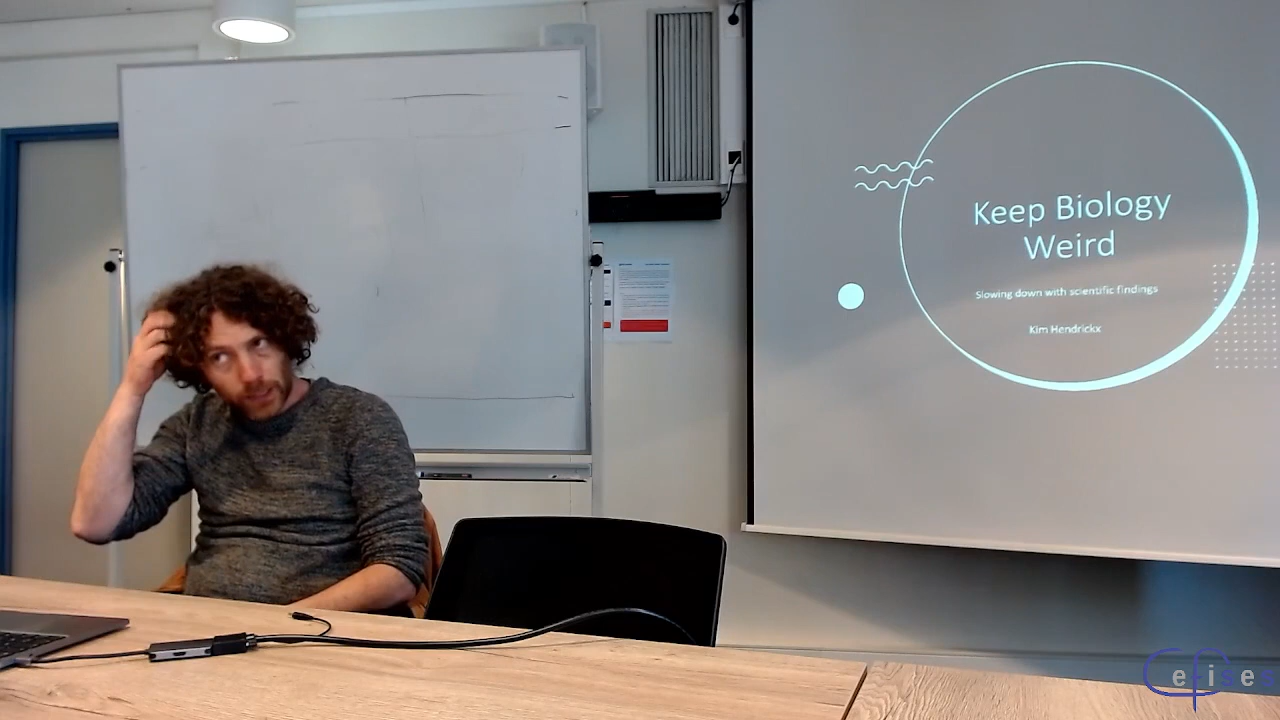 Keep Biology
Weird
Slowing down with scientific findings
Kim Hendrickx
efises